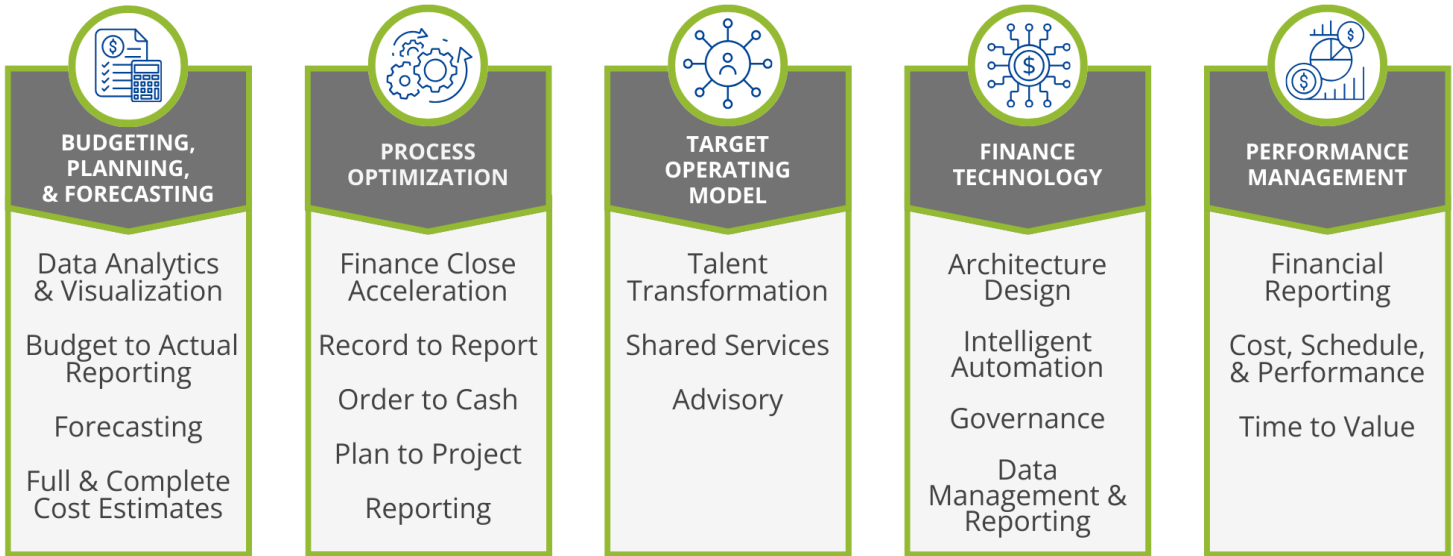 BUDGETING,
PLANNING,
& FORECASTING
Data Analytics
& Visualization
Budget to Actual
Reporting
Forecasting
Full & Complete
Cost Estimates
PROCESS
OPTIMIZATION
Finance Close
Acceleration
Record to Report
Order to Cash
Plan to Project
Reporting
TARGET
OPERATING
MODEL
Talent
Transformation
Shared Services
Advisory
FINANCE
TECHNOLOGY
Architecture
Design
Intelligent
Automation
Governance
Data
Management &
Reporting
PERFORMANCE
MANAGEMENT
Financial
Reporting
Cost, Schedule,
& Performance
Time to Value